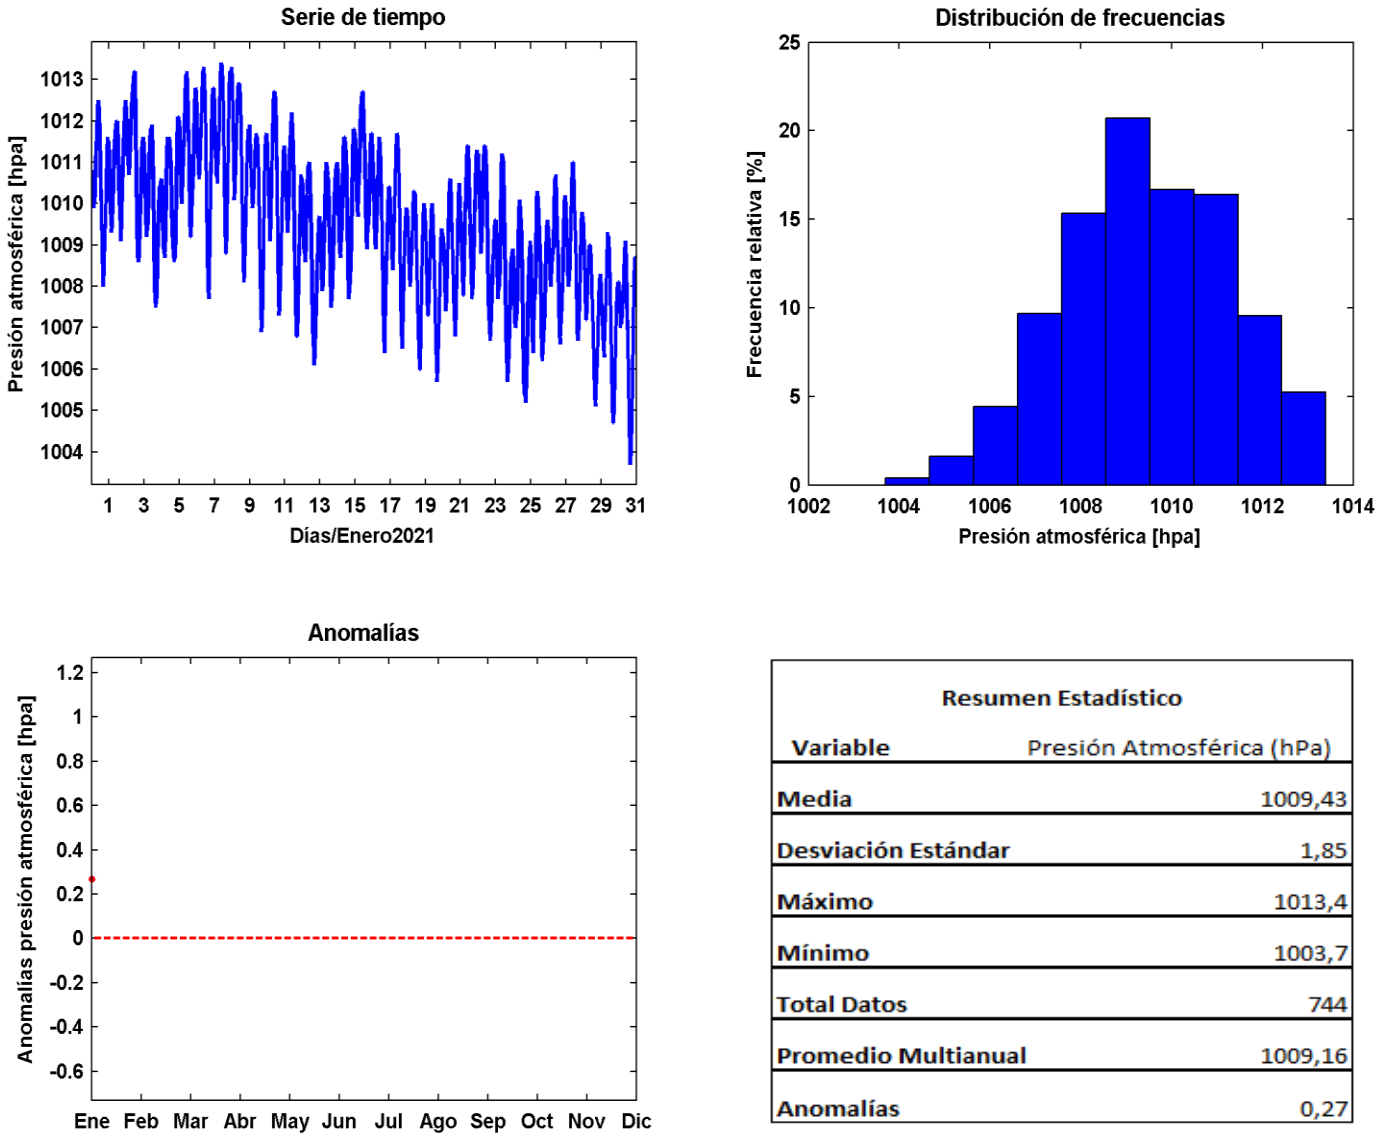 Serie de tiempo
Presión atmosférica [hpa]
1013
1012
1011
1010
1009
1008
1007
1006
1005
1004
1 3 5 7 9 11 13 15 17 19 21 23 25 27 29 31
Días/Enero2021
Distribución de frecuencias
Frecuencia relativa [%]
25
20
15
10
5
0
1002 1004 1006 1008 1010 1012 1014
Presión atmosférica [hpa]
Anomalías
Anomalías presión atmosférica [hpa]
1.2
1
0.8
0.6
0.4
0.2
0
-0.2
-0.4
-0.6
Ene Feb Mar Abr May Jun Jul Ago Sep Oct Nov Dic
Resumen Estadístico
Variable Presión Atmosférica (hPa)
Media 1009,43
Desviación Estándar 1,85
Máximo 1013,4
Mínimo 1003,7
Total Datos 744
Promedio Multianual 1009,16
Anomalías 0,27